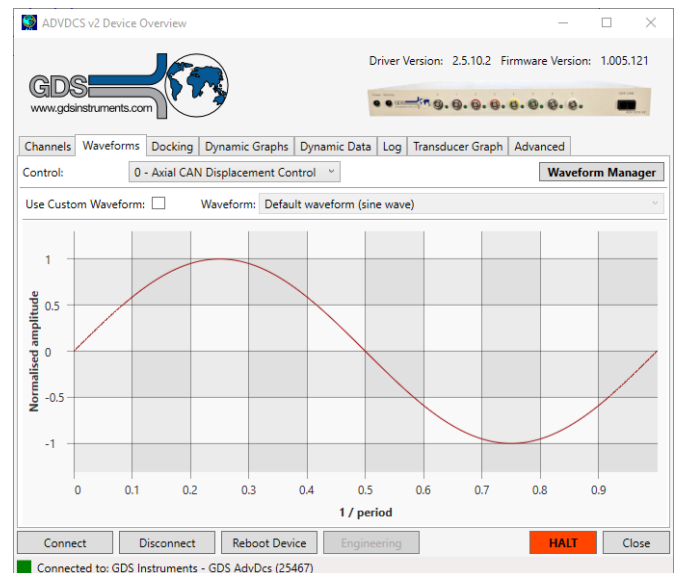 ADVDCS v2 Device Overview
Driver Version: 2.5.10.2 Firmware Version: 1.005.121
GDS
www.gdsinstruments.com
Channels Waveforms Docking Dynamic Graphs Dynamic Data Log Transducer Graph Advanced
Control: 0 - Axial CAN Displacement Control Waveform Manager
Use Custom Waveform: Waveform: Default waveform (sine wave)
Normalised amplitude
1
0.5
0
-0.5
-1
0 0.1 0.2 0.3 0.4 0.5 0.6 0.7 0.8 0.9
1 / period
Connect Disconnect Reboot Device Engineering HALT Close
Connected to: GDS Instruments - GDS AdvDcs (25467)